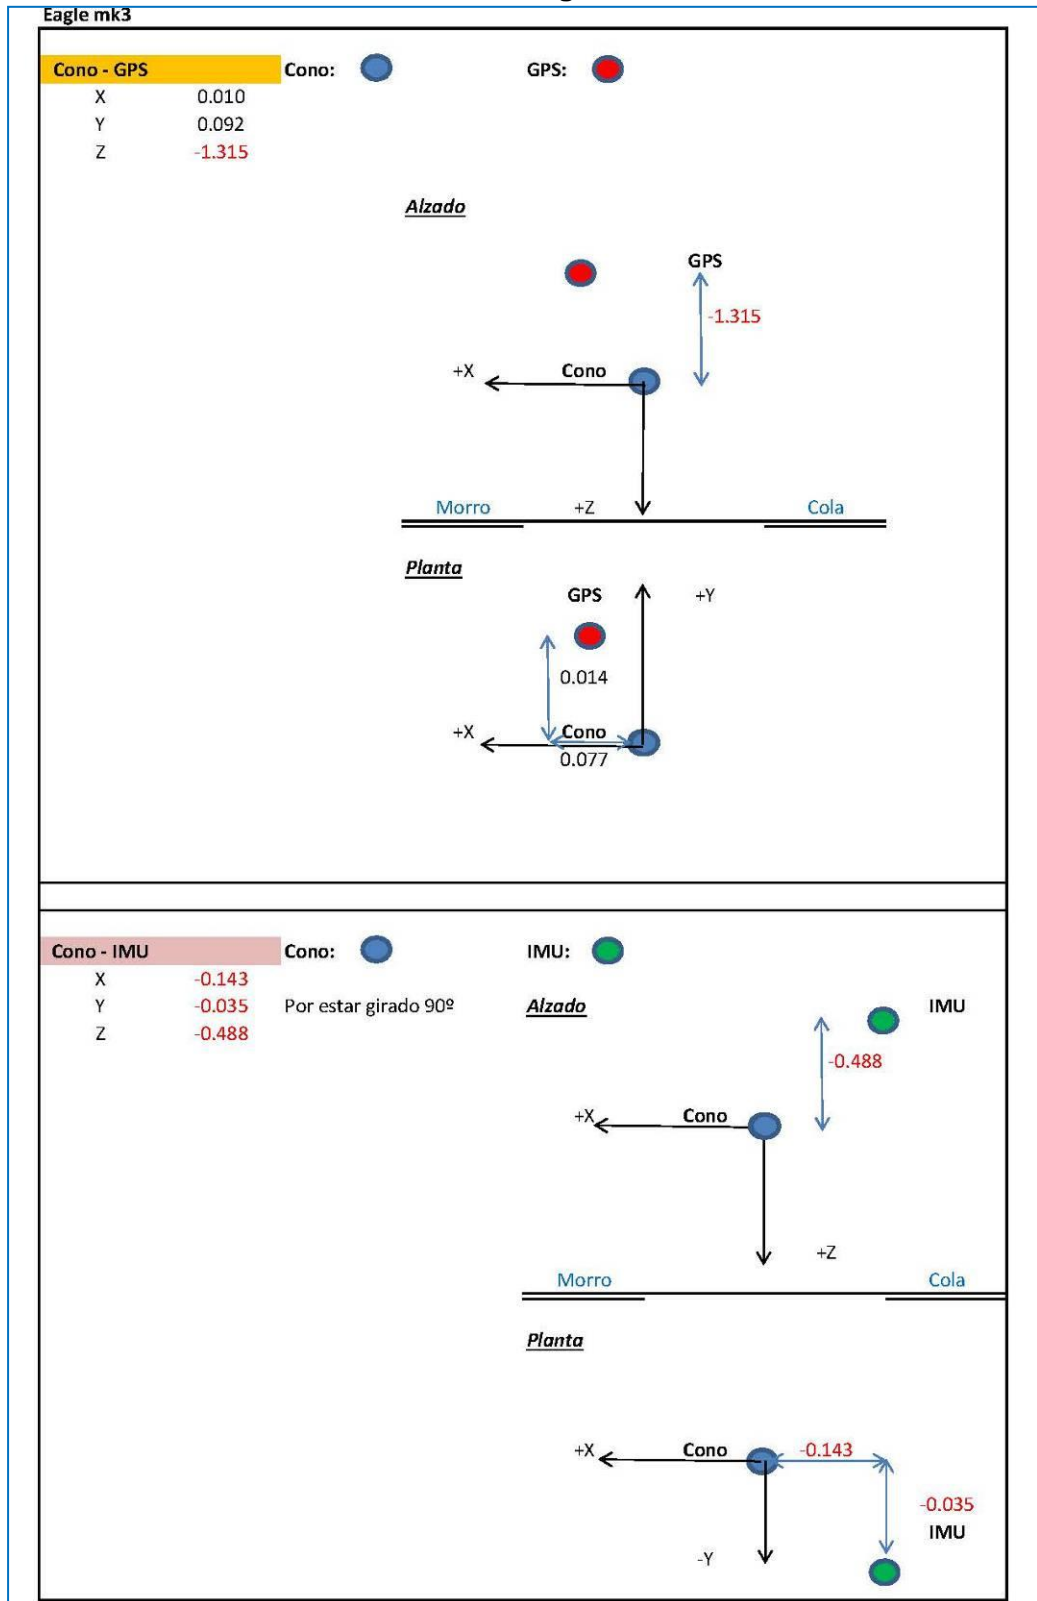 Eagle mk3
Cono - GPS Cono: GPS:
X 0.010
Y 0.092
Z -1.315
Alzado
GPS
-1.315
+X Cono
Morro +Z Cola
Planta
GPS +Y
0.014
+X Cono
0.077
Cono - IMU Cono: IMU:
X -0.143
Y -0.035 Por estar girado 90º Alzado IMU
Z -0.488
-0.488
+X Cono
+Z
Morro Cola
Planta
+X Cono -0.143
-0.035
IMU
-Y